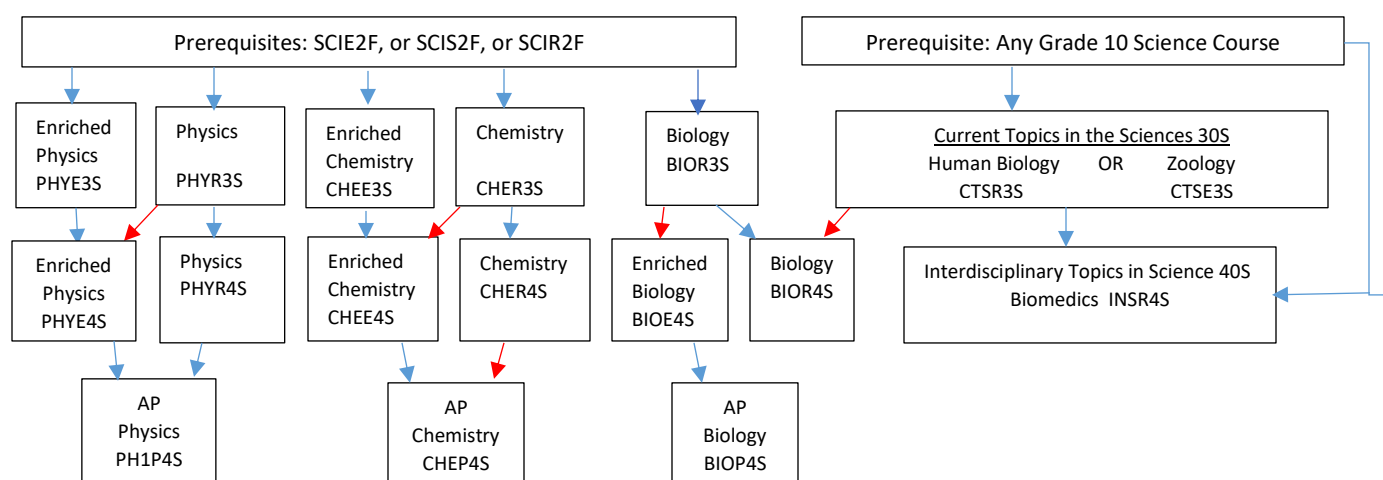 Prerequisites: SCIE2F, or SCIS2F, or SCIR2F
Prerequisite: Any Grade 10 Science Course
Enriched
Physics
PHYE3S
Physics
PHYR3S
Enriched
Chemistry
CHEE3S
Chemistry
CHER3S
Biology
BIOR3S
Current Topics in the Sciences 30S
Human Biology OR Zoology
CTSR3S CTSE3S
Enriched
Physics
PHYE4S
Physics
PHYR4S
Enriched
Chemistry
CHEE4S
Chemistry
CHER4S
Enriched
Biology
BIOE4S
Biology
BIOR4S
Interdisciplinary Topics in Science 40S
Biomedics INSR4S
AP
Physics
PH1P4S
AP
Chemistry
CHEP4S
AP
Biology
BIOP4S